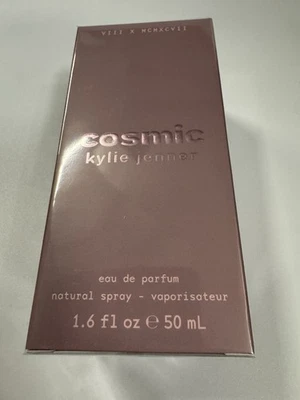 VIII X MCMXCVII
cosmic
kylie jenner
eau de parfum
natural spray - vaporisateur
1.6 fl oz ℮ 50 mL